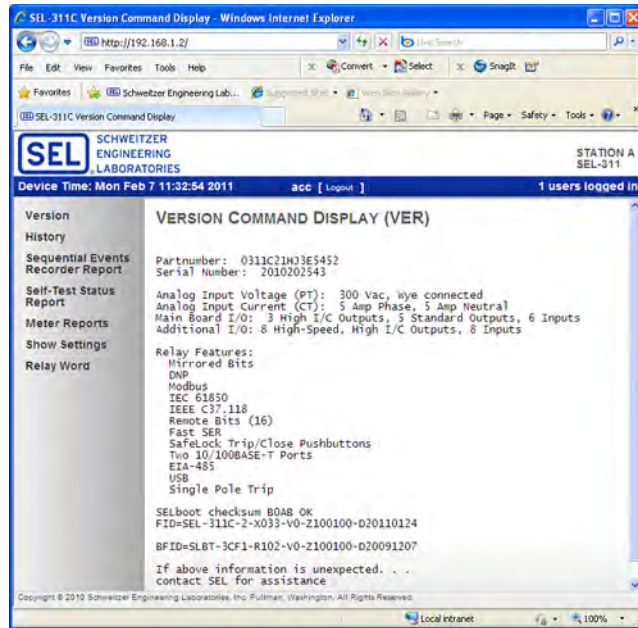 SEL-311C Version Command Display - Windows Internet Explorer
http://192.168.1.2/
Live Search
File Edit View Favorites Tools Help
Convert Select
SnagIt
Favorites
Schweitzer Engineering Lab...
Suggested Sites
Web Slice Gallery
SEL-311C Version Command Display
Page Safety Tools
SEL
SCHWEITZER
ENGINEERING
LABORATORIES
STATION A
SEL-311
Device Time: Mon Feb 7 11:32:54 2011
acc [ Logout ]
1 users logged in
Version
History
Sequential Events
Recorder Report
Self-Test Status
Report
Meter Reports
Show Settings
Relay Word
VERSION COMMAND DISPLAY (VER)
Partnumber: 0311C21HJ3E5452
Serial Number: 2010202543
Analog Input Voltage (PT): 300 Vac, Wye connected
Analog Input Current (CT): 5 Amp Phase, 5 Amp Neutral
Main Board I/O: 3 High I/C Outputs, 5 Standard Outputs, 6 Inputs
Additional I/O: 8 High-Speed, High I/C Outputs, 8 Inputs
Relay Features:
Mirrored Bits
DNP
Modbus
IEC 61850
IEEE C37.118
Remote Bits (16)
Fast SER
SafeLock Trip/Close Pushbuttons
Two 10/100BASE-T Ports
EIA-485
USB
Single Pole Trip
SELboot checksum B0AB OK
FID=SEL-311C-2-X033-V0-Z100100-D20110124
BFID=SLBT-3CF1-R102-V0-Z100100-D20091207
If above information is unexpected. . .
contact SEL for assistance
Copyright © 2010 Schweitzer Engineering Laboratories, Inc. Pullman, Washington. All Rights Reserved.
Local intranet
100%